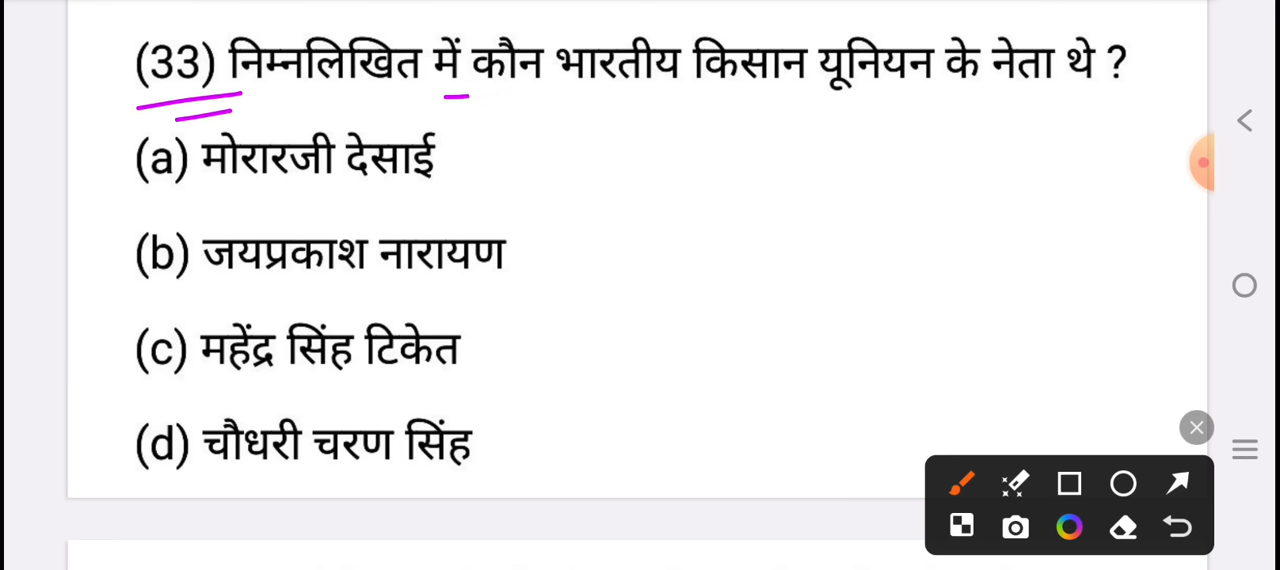 (33) निम्नलिखित में कौन भारतीय किसान यूनियन के नेता थे ?
(a) मोरारजी देसाई
(b) जयप्रकाश नारायण
(c) महेंद्र सिंह टिकेत
(d) चौधरी चरण सिंह